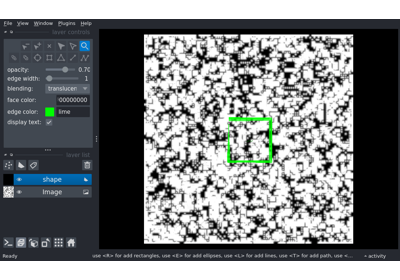 File View Window Plugins Help
layer controls
opacity: 0.70
edge width: 1
blending: translucen
face color: 00000000
edge color: lime
display text:
layer list
shape
Image
Ready
use <R> for add rectangles, use <E> for add ellipses, use <L> for add lines, use <T> for add path, use <...
activity